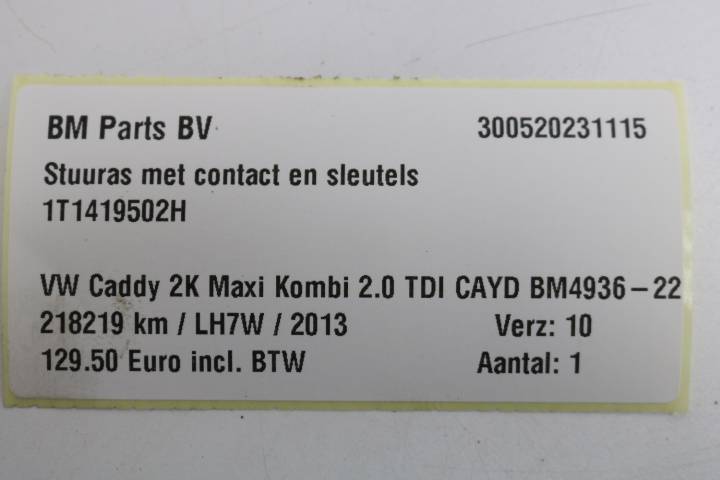 BM Parts BV 300520231115
Stuuras met contact en sleutels
1T1419502H
VW Caddy 2K Maxi Kombi 2.0 TDI CAYD BM4936-22
218219 km / LH7W / 2013 Verz: 10
129.50 Euro incl. BTW Aantal: 1